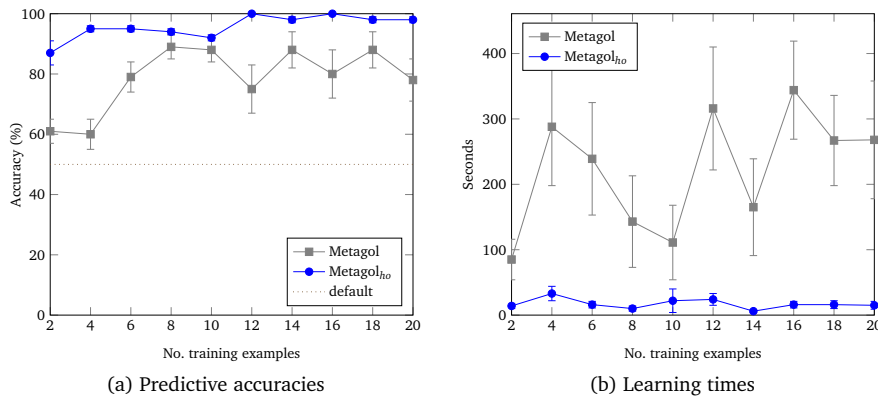 100
80
60
40
20
0
Accuracy (%)
Metagol
Metagolho
default
2 4 6 8 10 12 14 16 18 20
No. training examples
(a) Predictive accuracies
400
300
200
100
0
Seconds
Metagol
Metagolho
2 4 6 8 10 12 14 16 18 20
No. training examples
(b) Learning times